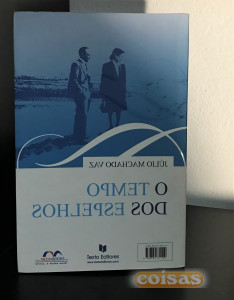 JÚLIO MACHADO VAZ
O TEMPO
DOS ESPELHOS
Texto Editores
coisas